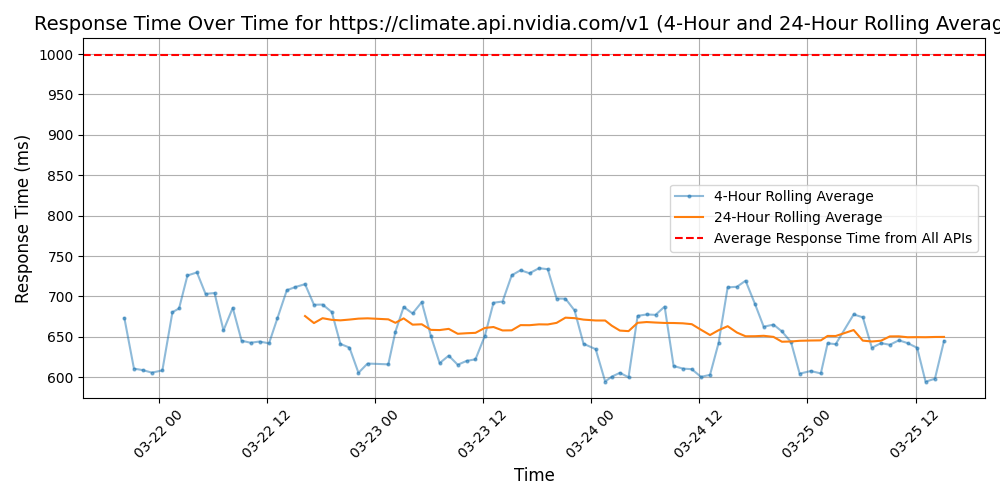 Response Time Over Time for https://climate.api.nvidia.com/v1 (4-Hour and 24-Hour Rolling Averag
Response Time (ms)
1000
950
900
850
800
750
700
650
600
4-Hour Rolling Average
24-Hour Rolling Average
Average Response Time from All APIs
03-22 00
03-22 12
03-23 00
03-23 12
03-24 00
03-24 12
03-25 00
03-25 12
Time